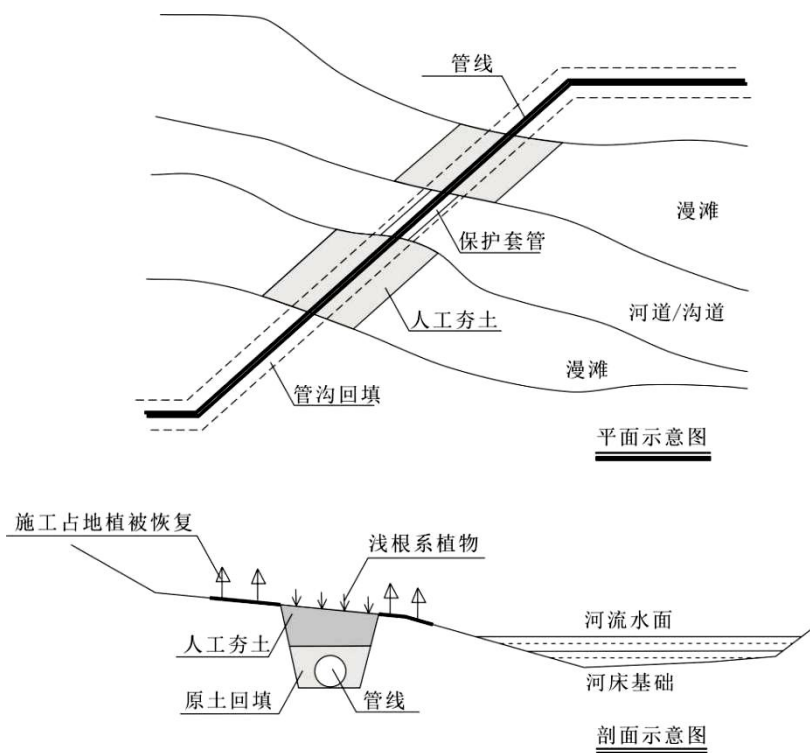 管线
漫滩
保护套管
河道/沟道
人工夯土
漫滩
管沟回填
平面示意图
施工占地植被恢复
浅根系植物
河流水面
人工夯土
原土回填
管线
河床基础
剖面示意图